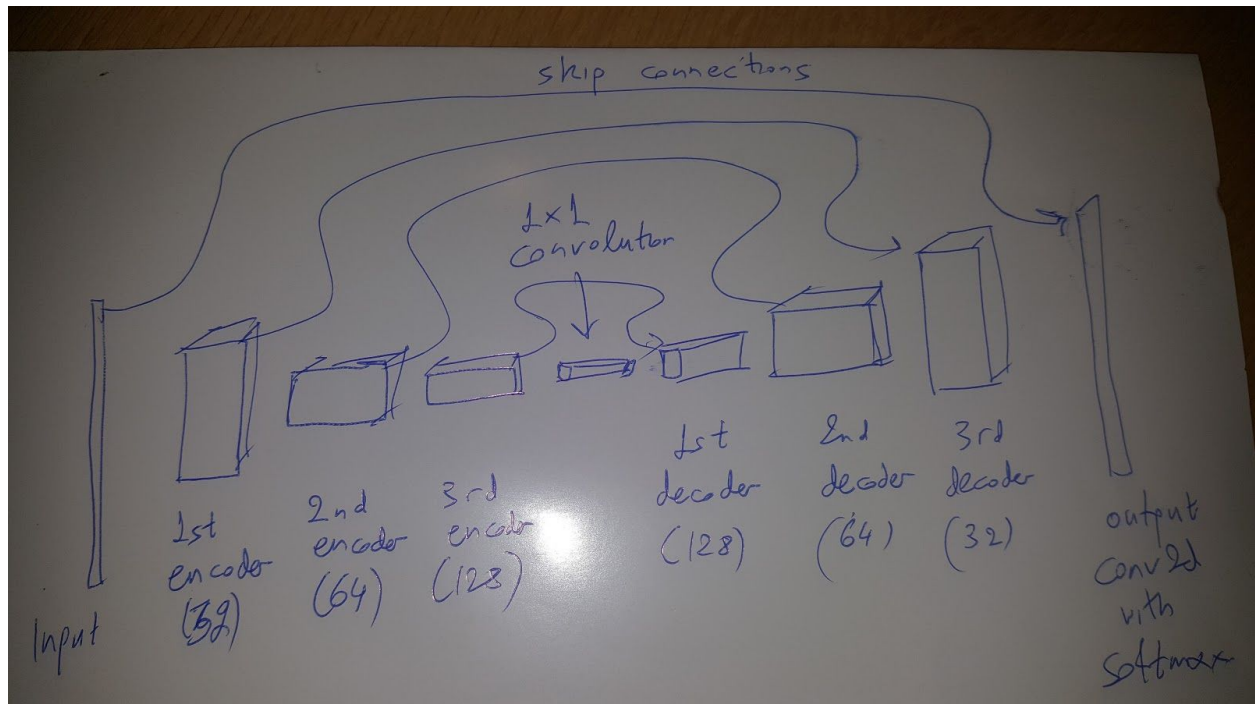 skip connections
1x1
convolution
1st
encoder
(32)
2nd
encoder
(64)
3rd
encoder
(128)
1st
decoder
(128)
2nd
decoder
(64)
3rd
decoder
(32)
Input
output
conv2d
with
softmax